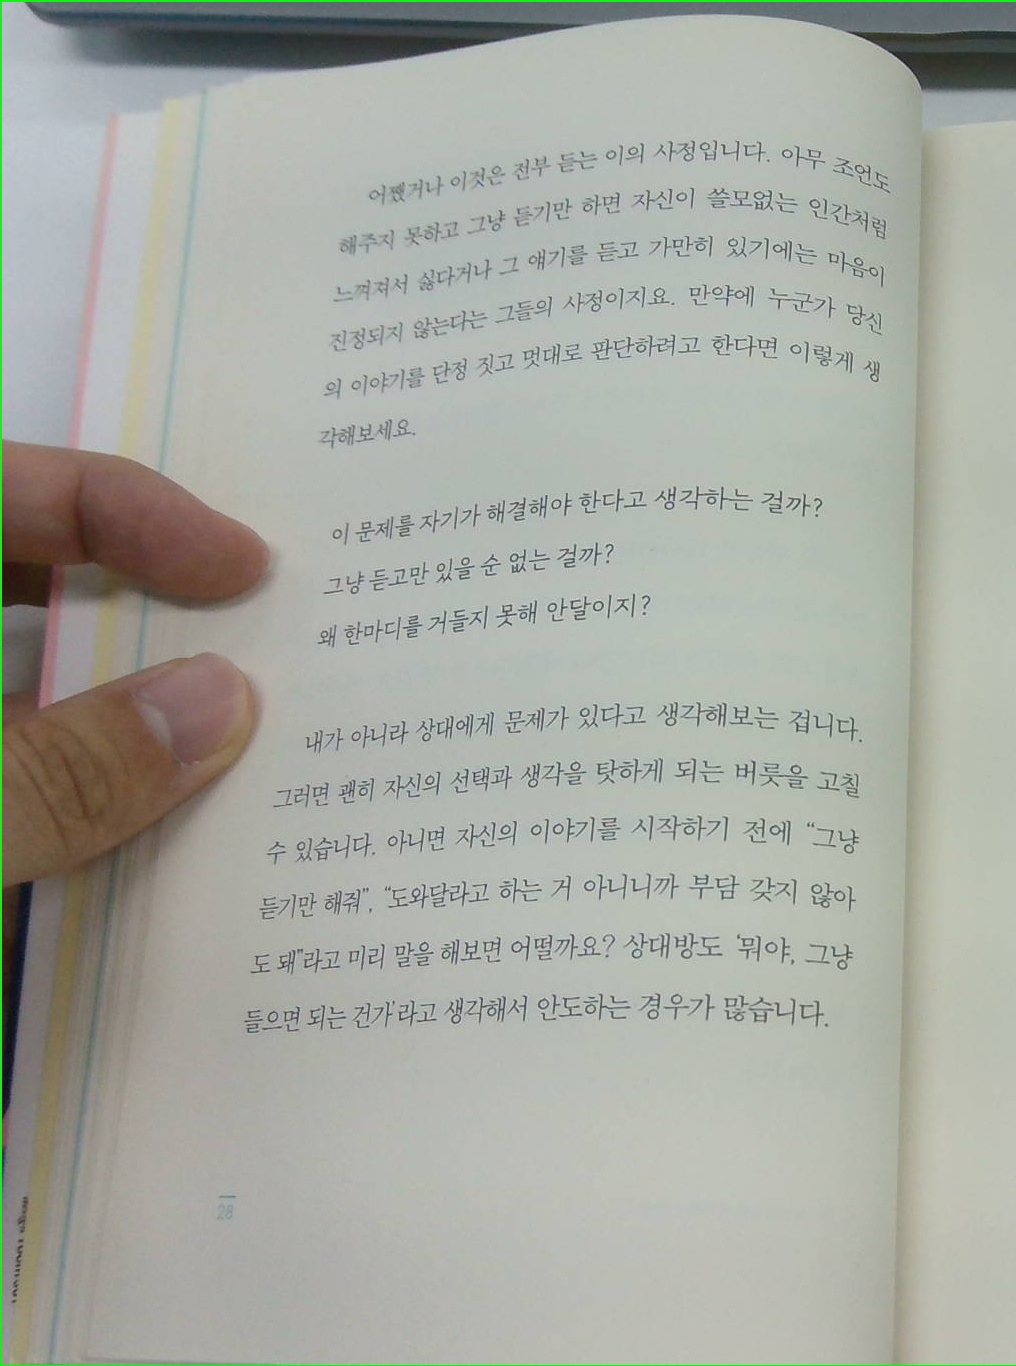 어쨌거나 이것은 전부 듣는 이의 사정입니다. 아무 조언도
해주지 못하고 그냥 듣기만 하면 자신이 쓸모없는 인간처럼
느껴져서 싫다거나 그 얘기를 듣고 가만히 있기에는 마음이
진정되지 않는다는 그들의 사정이지요. 만약에 누군가 당신
의 이야기를 단정 짓고 멋대로 판단하려고 한다면 이렇게 생
각해보세요.
이 문제를 자기가 해결해야 한다고 생각하는 걸까?
그냥 듣고만 있을 순 없는 걸까?
왜 한마디를 거들지 못해 안달이지?
내가 아니라 상대에게 문제가 있다고 생각해보는 겁니다.
그러면 괜히 자신의 선택과 생각을 탓하게 되는 버릇을 고칠
수 있습니다. 아니면 자신의 이야기를 시작하기 전에 “그냥
듣기만 해줘”, “도와달라고 하는 거 아니니까 부담 갖지 않아
도 돼”라고 미리 말을 해보면 어떨까요? 상대방도 ‘뭐야, 그냥
들으면 되는 건가’라고 생각해서 안도하는 경우가 많습니다.
28